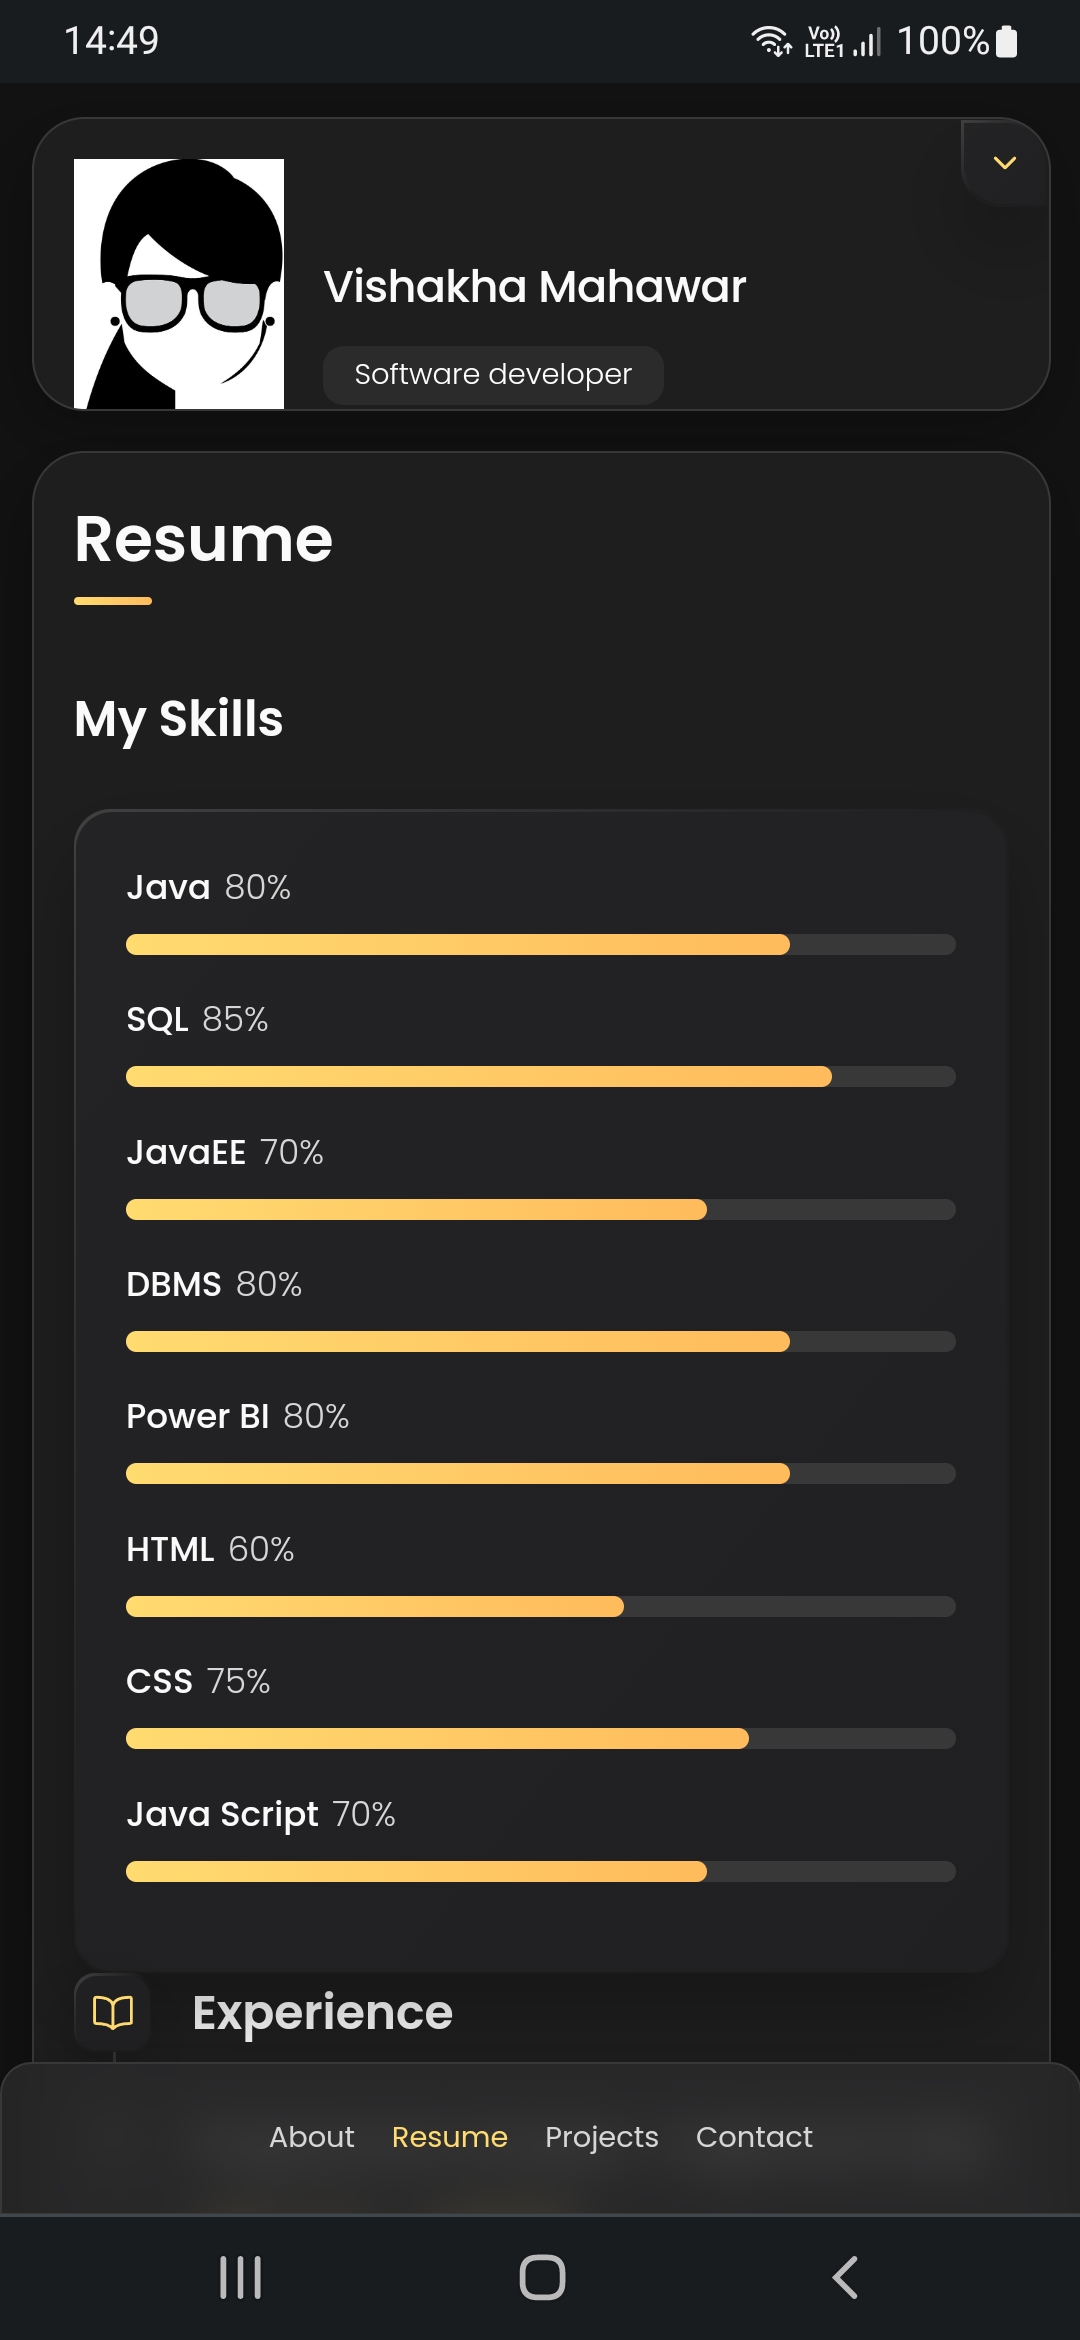 14:49
Vo)) LTE1 100%
Vishakha Mahawar
Software developer
Resume
My Skills
Java 80%
SQL 85%
JavaEE 70%
DBMS 80%
Power BI 80%
HTML 60%
CSS 75%
Java Script 70%
Experience
About Resume Projects Contact